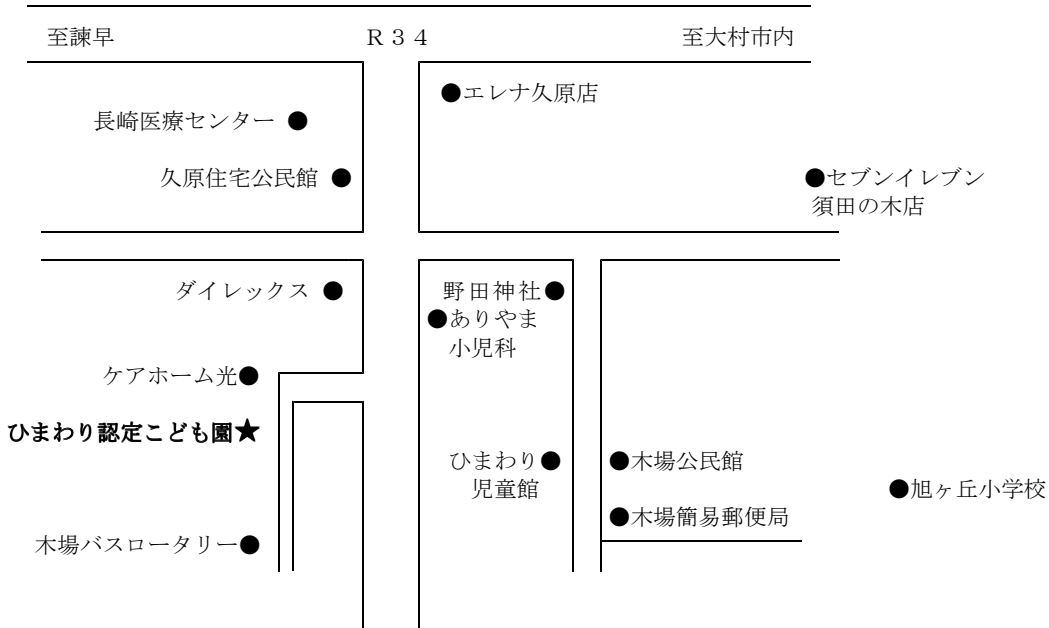 至諫早 R34 至大村市内
●エレナ久原店
長崎医療センター ●
久原住宅公民館 ●
●セブンイレブン
須田の木店
ダイレックス ●
野田神社●
●ありやま
小児科
ケアホーム光●
ひまわり認定こども園★
ひまわり●
児童館
●木場公民館
●旭ヶ丘小学校
●木場簡易郵便局
木場バスロータリー●